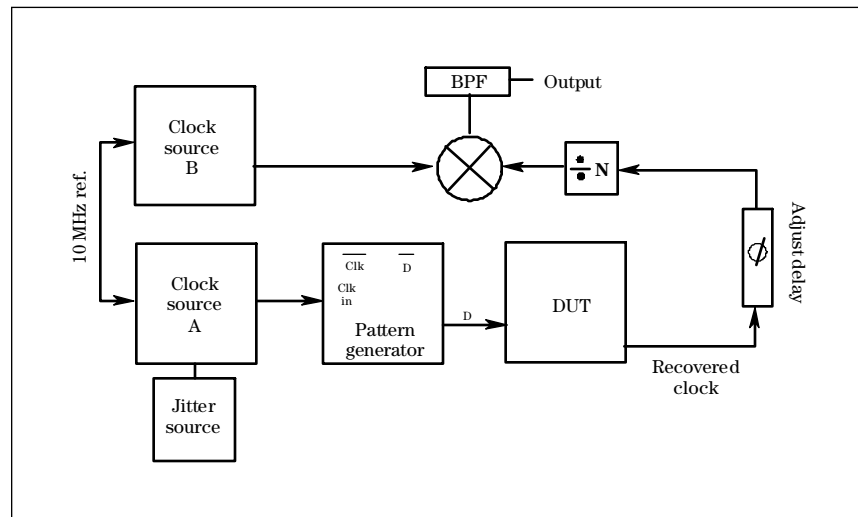 BPF
Output
Clock
source
B
÷ N
10 MHz ref.
Adjust delay
ϕ
Clock
source
A
Clk
D
Clk
in
Pattern
generator
D
DUT
Recovered
clock
Jitter
source